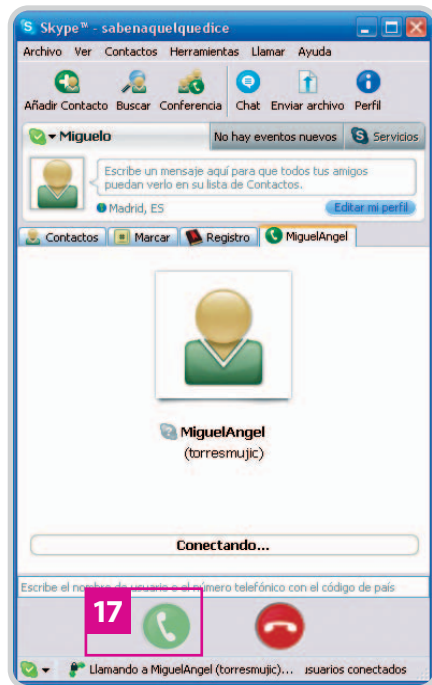 Skype™ - sabenaquelquedice
Archivo Ver Contactos Herramientas Llamar Ayuda
Añadir Contacto Buscar Conferencia Chat Enviar archivo Perfil
Miguelo No hay eventos nuevos Servicios
Escribe un mensaje aquí para que todos tus amigos
puedan verlo en su lista de Contactos.
Madrid, ES Editar mi perfil
Contactos Marcar Registro MiguelAngel
MiguelAngel
(torresmujic)
Conectando...
Escribe el nombre de usuario o el número telefónico con el código de país
17
Llamando a MiguelAngel (torresmujic)... usuarios conectados